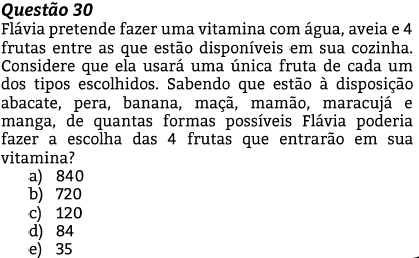 Questão 30
Flávia pretende fazer uma vitamina com água, aveia e 4
frutas entre as que estão disponíveis em sua cozinha.
Considere que ela usará uma única fruta de cada um
dos tipos escolhidos. Sabendo que estão à disposição
abacate, pera, banana, maçã, mamão, maracujá e
manga, de quantas formas possíveis Flávia poderia
fazer a escolha das 4 frutas que entrarão em sua
vitamina?
a) 840
b) 720
c) 120
d) 84
e) 35